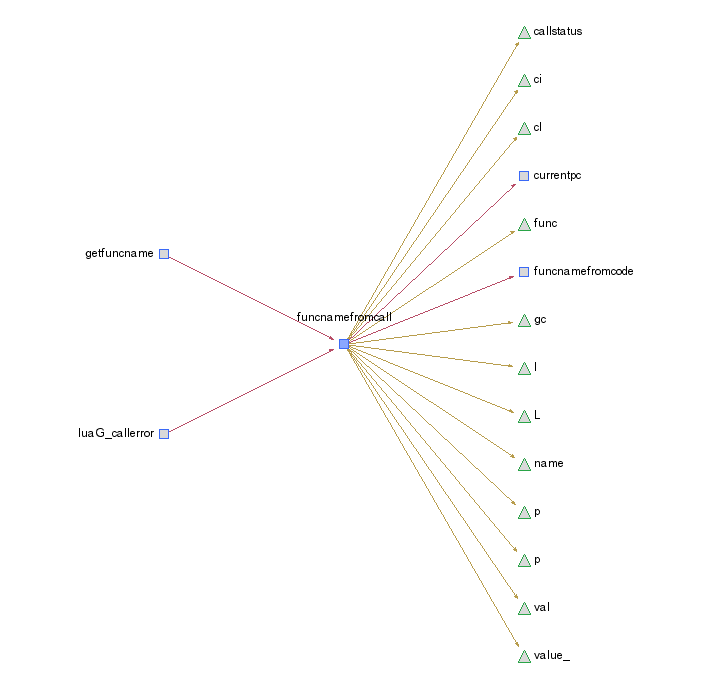 callstatus
ci
cl
currentpc
func
getfuncname
funcnamefromcode
funcnamefromcall
gc
l
L
luaG_callerror
name
p
p
val
value_